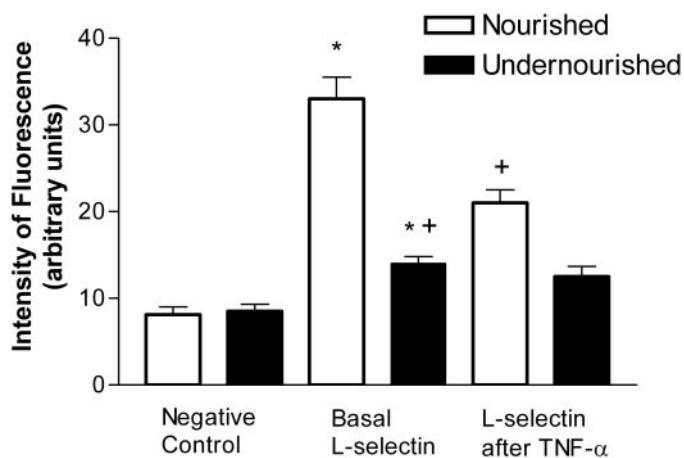 Nourished
Undernourished
Intensity of Fluorescence
(arbitrary units)
40
30
20
10
0
*
* +
+
Negative
Control
Basal
L-selectin
L-selectin
after TNF-α